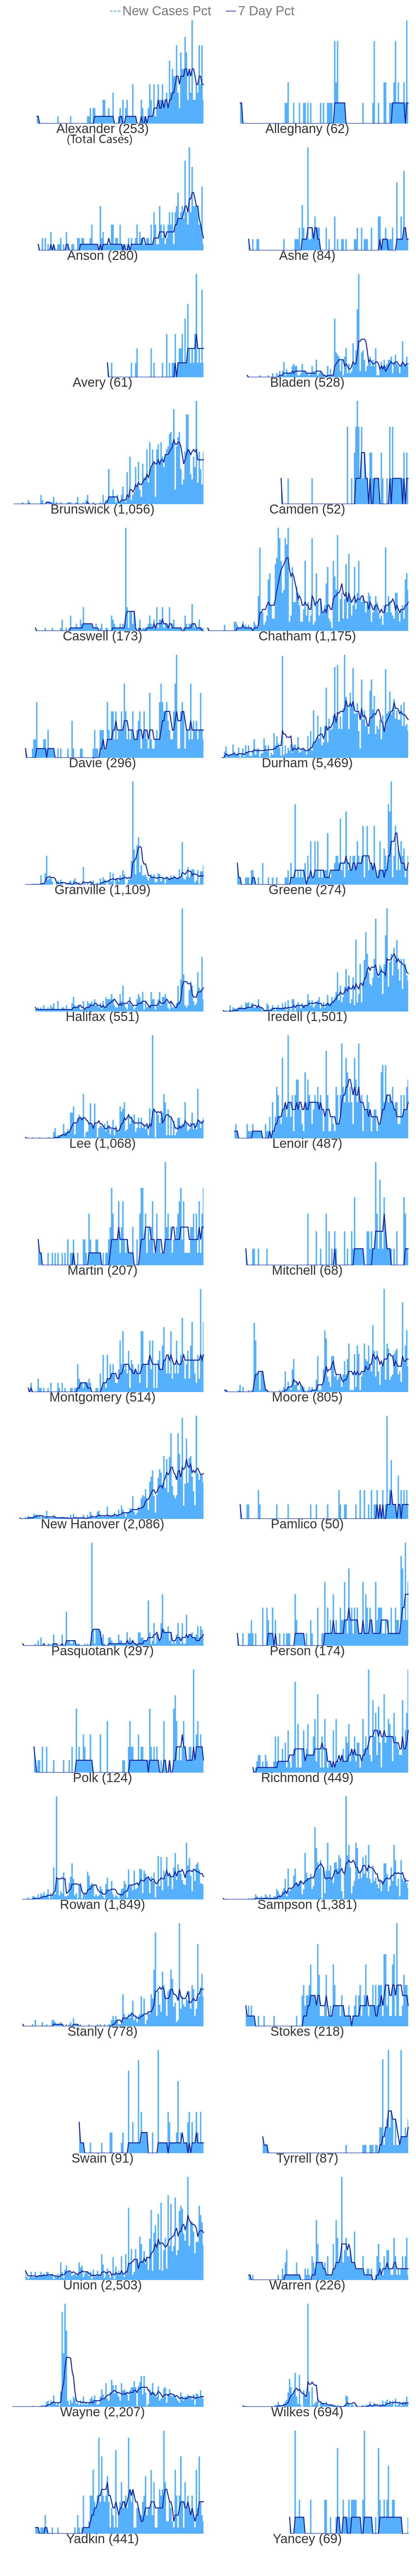 New Cases Pct 7 Day Pct
Alexander (253) Alleghany (62)
(Total Cases)
Anson (280) Ashe (84)
Avery (61) Bladen (528)
Brunswick (1,056) Camden (52)
Caswell (173) Chatham (1,175)
Davie (296) Durham (5,469)
Granville (1,109) Greene (274)
Halifax (551) Iredell (1,501)
Lee (1,068) Lenoir (487)
Martin (207) Mitchell (68)
Montgomery (514) Moore (805)
New Hanover (2,086) Pamlico (50)
Pasquotank (297) Person (174)
Polk (124) Richmond (449)
Rowan (1,849) Sampson (1,381)
Stanly (778) Stokes (218)
Swain (91) Tyrrell (87)
Union (2,503) Warren (226)
Wayne (2,207) Wilkes (694)
Yadkin (441) Yancey (69)